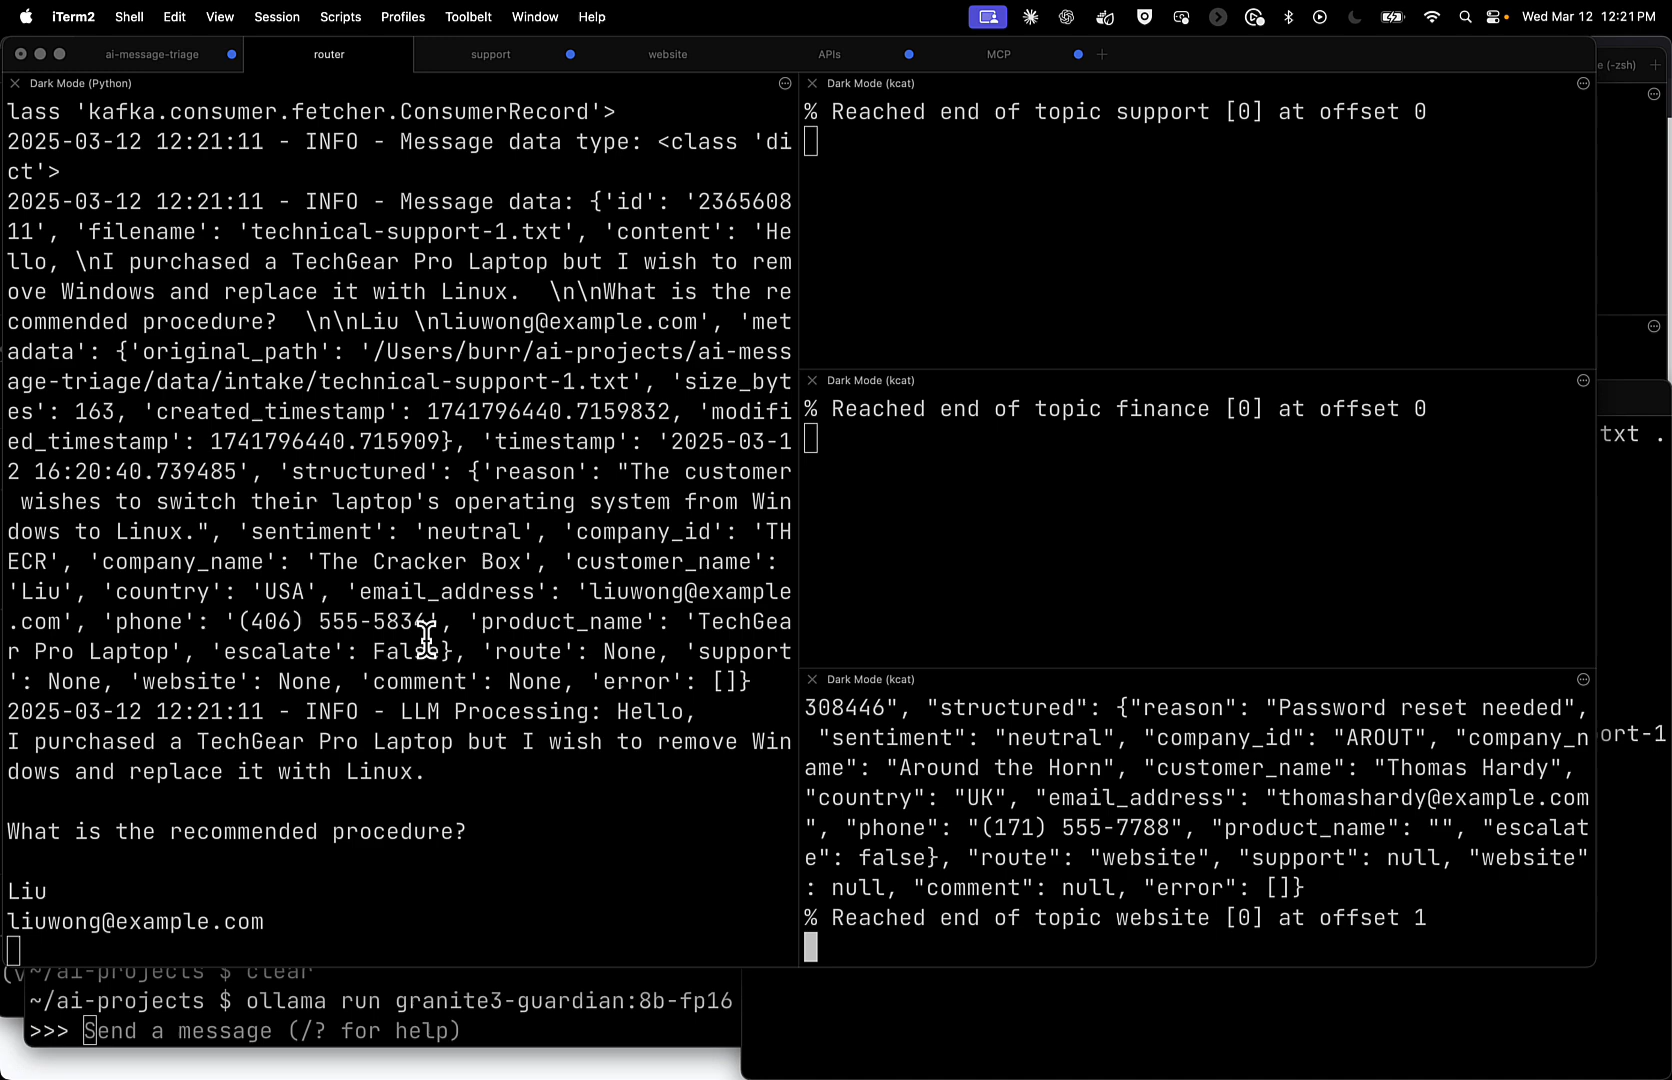 iTerm2 Shell Edit View Session Scripts Profiles Toolbelt Window Help Wed Mar 12 12:21 PM
ai-message-triage router support website APIs MCP
e (-zsh)
Dark Mode (Python)
lass 'kafka.consumer.fetcher.ConsumerRecord'>
2025-03-12 12:21:11 - INFO - Message data type: <class 'di
ct'>
2025-03-12 12:21:11 - INFO - Message data: {'id': '2365608
11', 'filename': 'technical-support-1.txt', 'content': 'He
llo, \nI purchased a TechGear Pro Laptop but I wish to rem
ove Windows and replace it with Linux.  \n\nWhat is the re
commended procedure?  \n\nLiu \nliuwong@example.com', 'met
adata': {'original_path': '/Users/burr/ai-projects/ai-mess
age-triage/data/intake/technical-support-1.txt', 'size_byt
es': 163, 'created_timestamp': 1741796440.7159832, 'modifi
ed_timestamp': 1741796440.715909}, 'timestamp': '2025-03-1
2 16:20:40.739485', 'structured': {'reason': "The customer
 wishes to switch their laptop's operating system from Win
dows to Linux.", 'sentiment': 'neutral', 'company_id': 'TH
ECR', 'company_name': 'The Cracker Box', 'customer_name':
'Liu', 'country': 'USA', 'email_address': 'liuwong@example
.com', 'phone': '(406) 555-5834', 'product_name': 'TechGea
r Pro Laptop', 'escalate': False}, 'route': None, 'support
': None, 'website': None, 'comment': None, 'error': []}
2025-03-12 12:21:11 - INFO - LLM Processing: Hello,
I purchased a TechGear Pro Laptop but I wish to remove Win
dows and replace it with Linux.
What is the recommended procedure?
Liu
liuwong@example.com
Dark Mode (kcat)
% Reached end of topic support [0] at offset 0
Dark Mode (kcat)
% Reached end of topic finance [0] at offset 0
Dark Mode (kcat)
308446", "structured": {"reason": "Password reset needed",
 "sentiment": "neutral", "company_id": "AROUT", "company_n
ame": "Around the Horn", "customer_name": "Thomas Hardy",
"country": "UK", "email_address": "thomashardy@example.com
", "phone": "(171) 555-7788", "product_name": "", "escalat
e": false}, "route": "website", "support": null, "website"
: null, "comment": null, "error": []}
% Reached end of topic website [0] at offset 1
txt .
ort-1
(v~/ai-projects $ clear
~/ai-projects $ ollama run granite3-guardian:8b-fp16
>>> Send a message (/? for help)